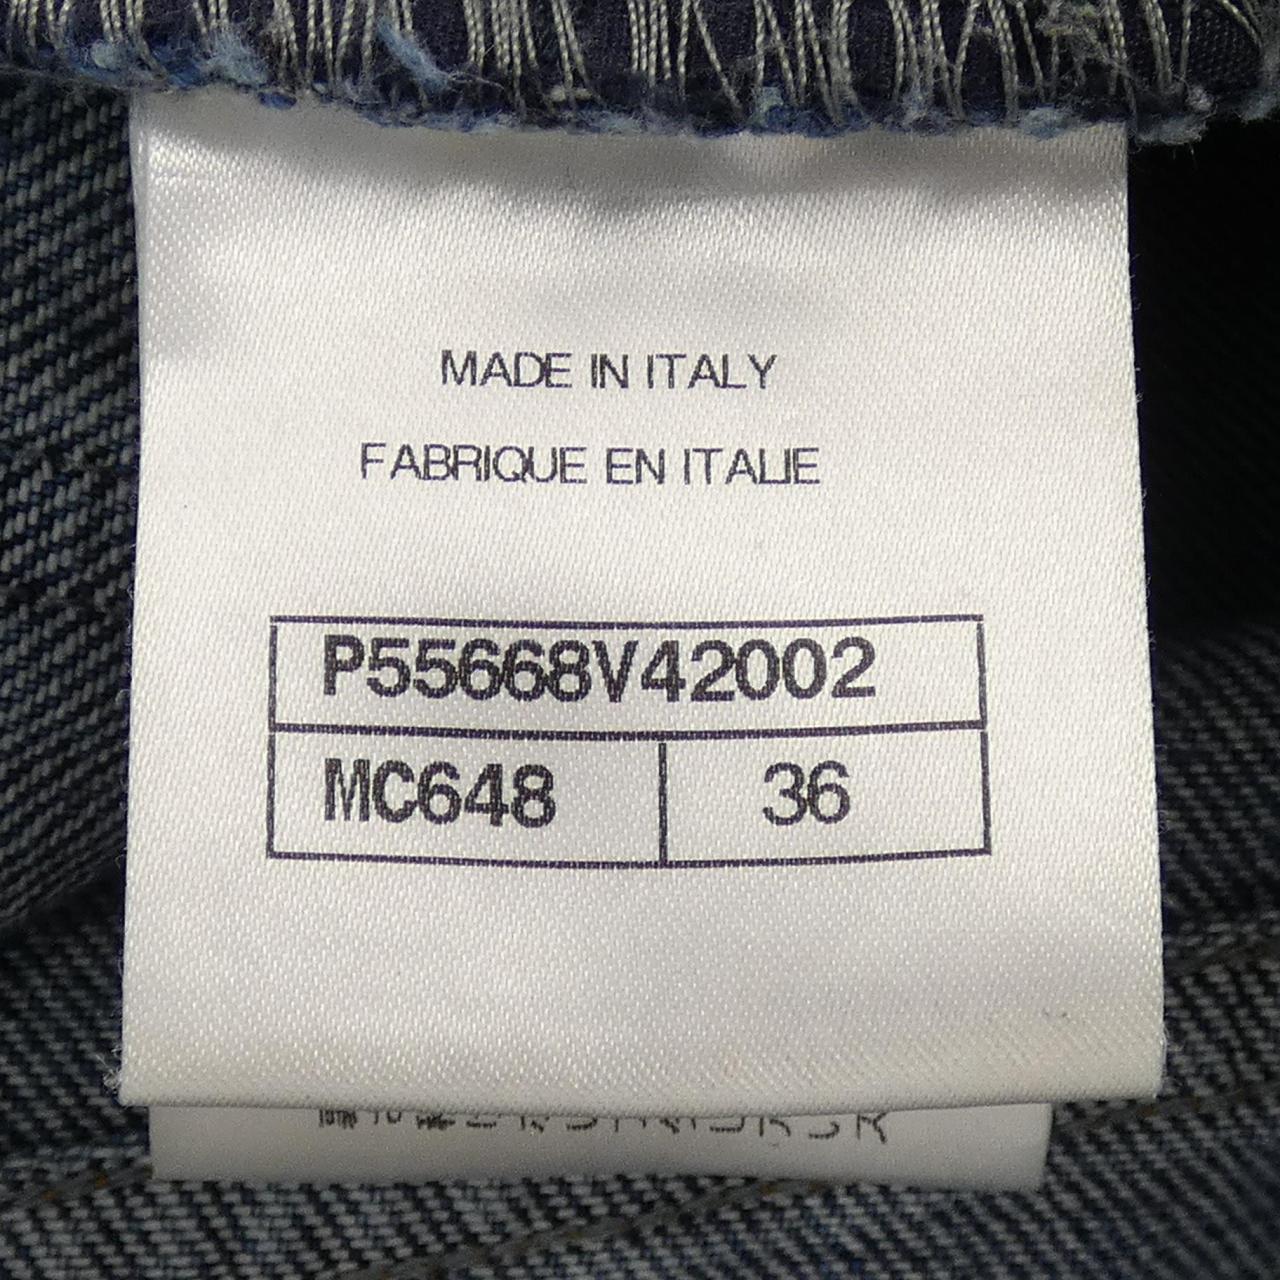 MADE IN ITALY
FABRIQUE EN ITALIE
P55668V42002
MC648
36